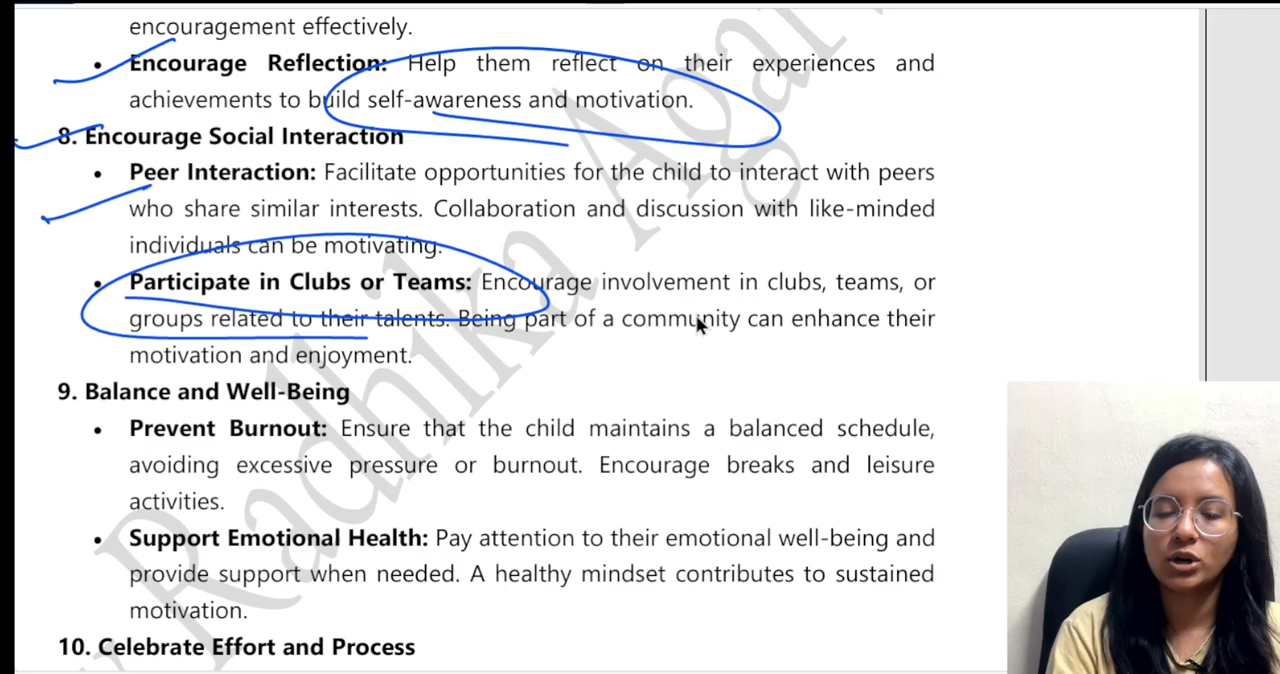 encouragement effectively.
• Encourage Reflection: Help them reflect on their experiences and
achievements to build self-awareness and motivation.
8. Encourage Social Interaction
• Peer Interaction: Facilitate opportunities for the child to interact with peers
who share similar interests. Collaboration and discussion with like-minded
individuals can be motivating.
• Participate in Clubs or Teams: Encourage involvement in clubs, teams, or
groups related to their talents. Being part of a community can enhance their
motivation and enjoyment.
9. Balance and Well-Being
• Prevent Burnout: Ensure that the child maintains a balanced schedule,
avoiding excessive pressure or burnout. Encourage breaks and leisure
activities.
• Support Emotional Health: Pay attention to their emotional well-being and
provide support when needed. A healthy mindset contributes to sustained
motivation.
10. Celebrate Effort and Process
Radhika